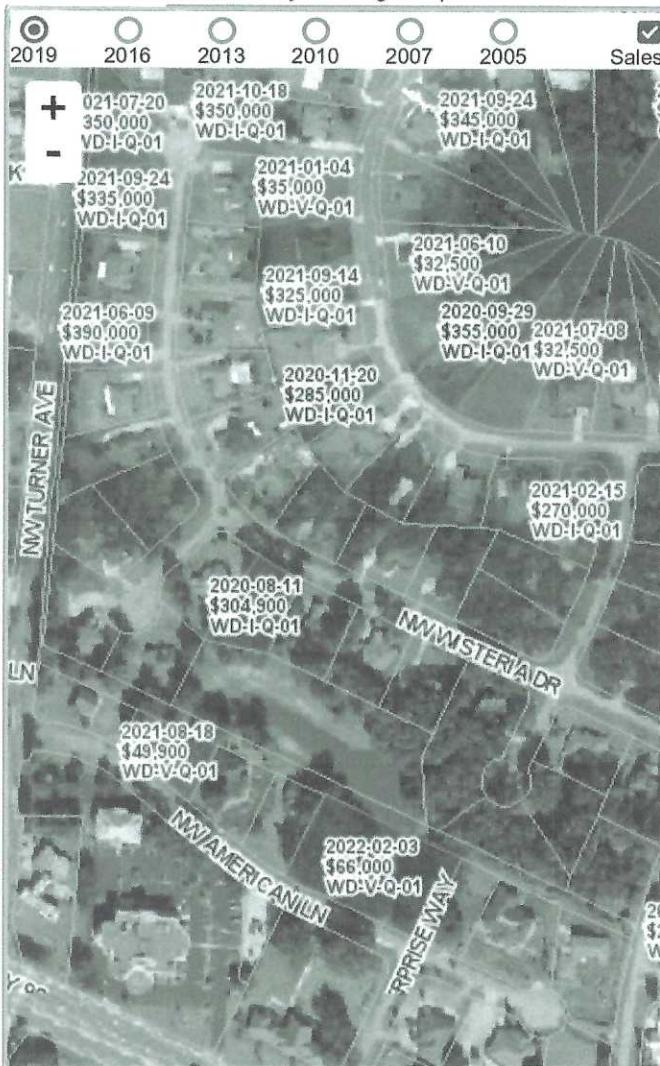 2019 2016 2013 2010 2007 2005 Sales
+
-
021-07-20
350,000
WD-I-Q-01
2021-10-18
$350,000
WD-I-Q-01
2021-09-24
$345,000
WD-I-Q-01
2021-09-24
$335,000
WD-I-Q-01
2021-01-04
$35,000
WD-V-Q-01
2021-06-10
$32,500
WD-V-Q-01
2021-09-14
$325,000
WD-I-Q-01
2021-06-09
$390,000
WD-I-Q-01
2020-09-29
$355,000
WD-I-Q-01
2021-07-08
$32,500
WD-V-Q-01
2020-11-20
$285,000
WD-I-Q-01
NW TURNER AVE
2021-02-15
$270,000
WD-I-Q-01
2020-08-11
$304,900
WD-I-Q-01
NW WISTERIA DR
2021-08-18
$49,900
WD-V-Q-01
NW AMERICAN LN
2022-02-03
$66,000
WD-V-Q-01
RPRISE WAY